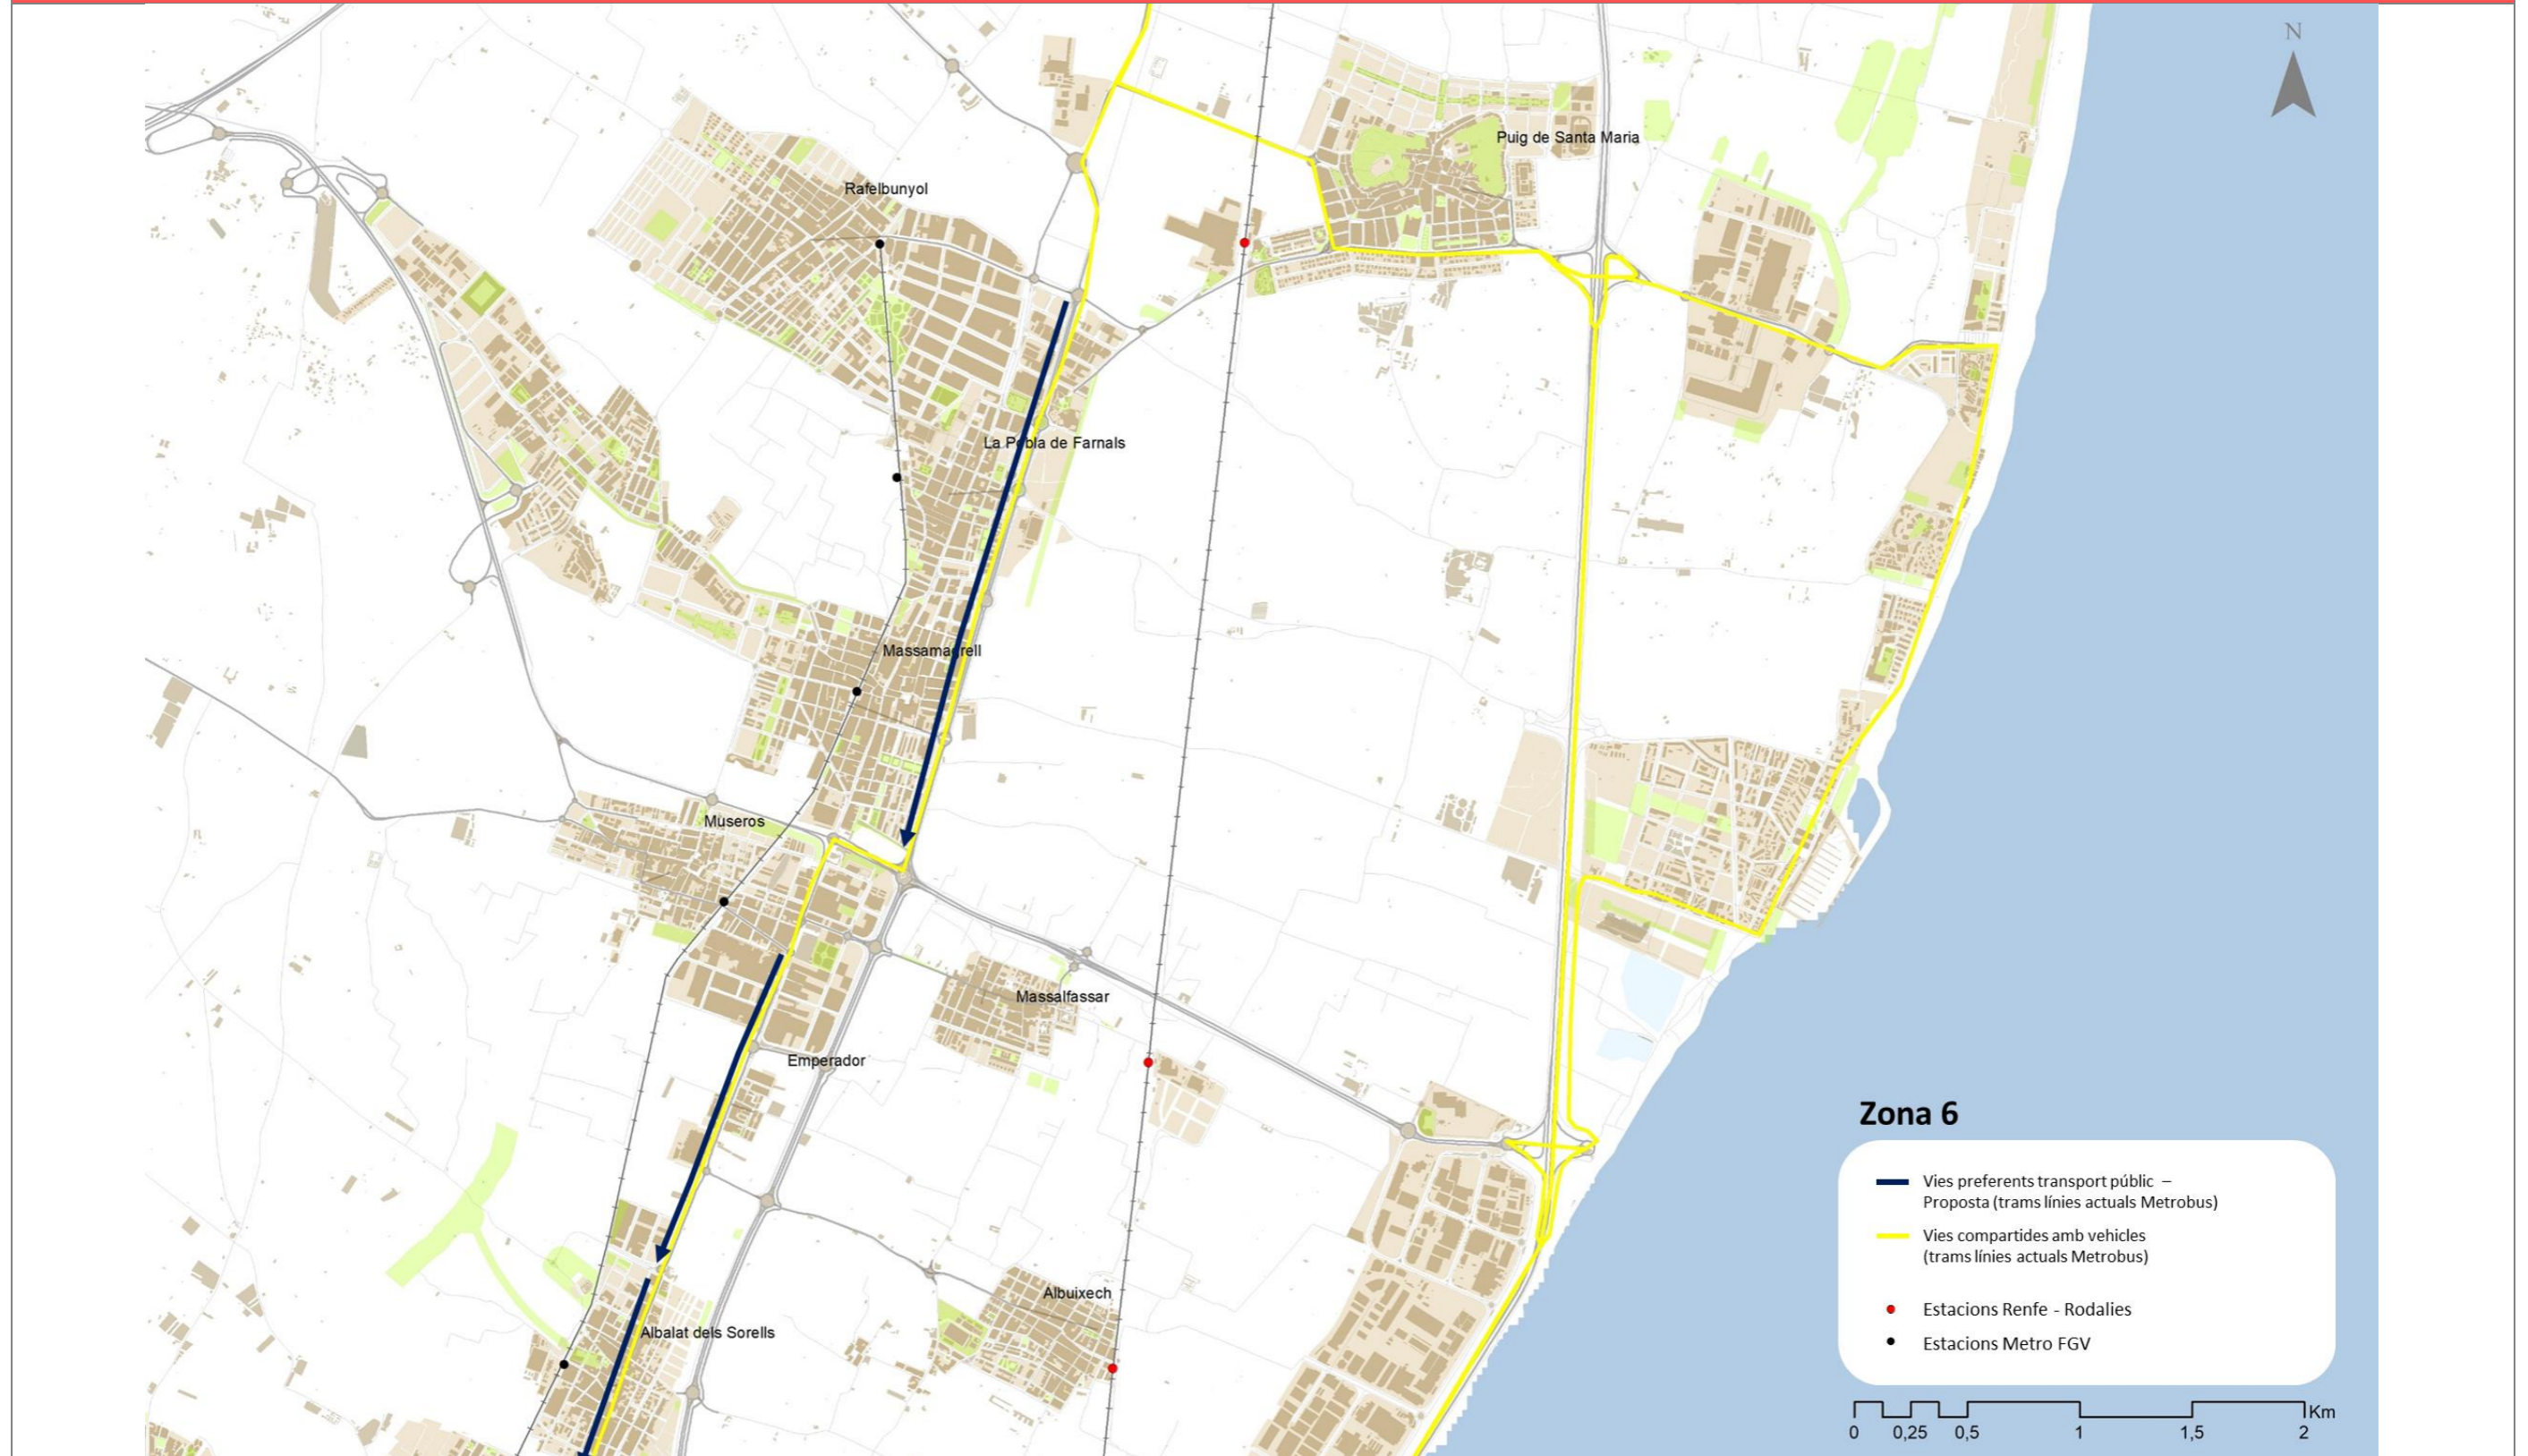 N
Puig de Santa Maria
Rafelbunyol
La Pobla de Farnals
Massamagrell
Museros
Massalfassar
Emperador
Albuixech
Albalat dels Sorells
Zona 6
Vies preferents transport públic –
Proposta (trams línies actuals Metrobus)
Vies compartides amb vehicles
(trams línies actuals Metrobus)
Estacions Renfe - Rodalies
Estacions Metro FGV
Km
0 0,25 0,5 1 1,5 2